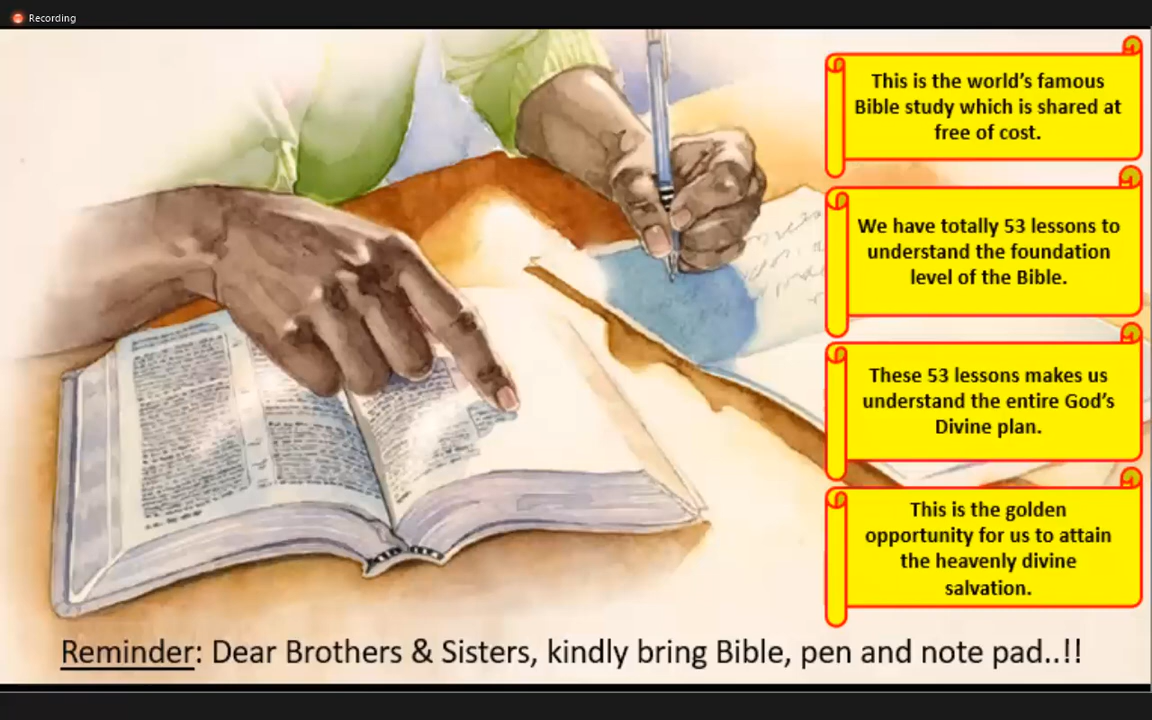 Recording
This is the world's famous
Bible study which is shared at
free of cost.
We have totally 53 lessons to
understand the foundation
level of the Bible.
These 53 lessons makes us
understand the entire God's
Divine plan.
This is the golden
opportunity for us to attain
the heavenly divine
salvation.
Reminder: Dear Brothers & Sisters, kindly bring Bible, pen and note pad..!!